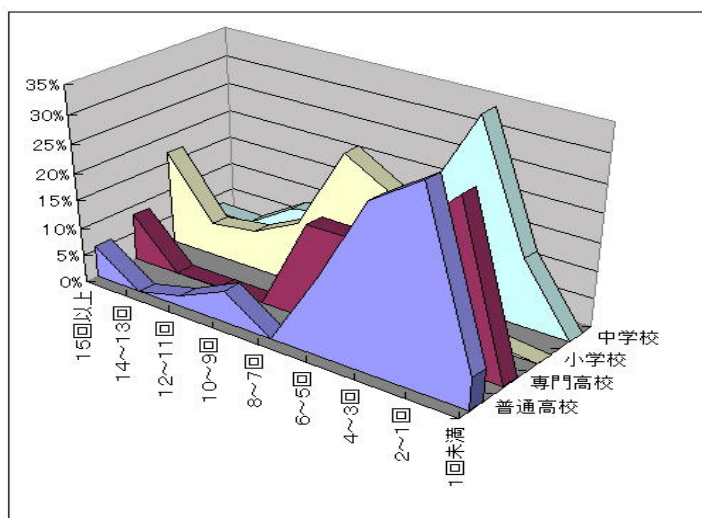 35%
30%
25%
20%
15%
10%
5%
0%
15回以上
14～13回
12～11回
10～9回
8～7回
6～5回
4～3回
2～1回
1回未満
中学校
小学校
専門高校
普通高校